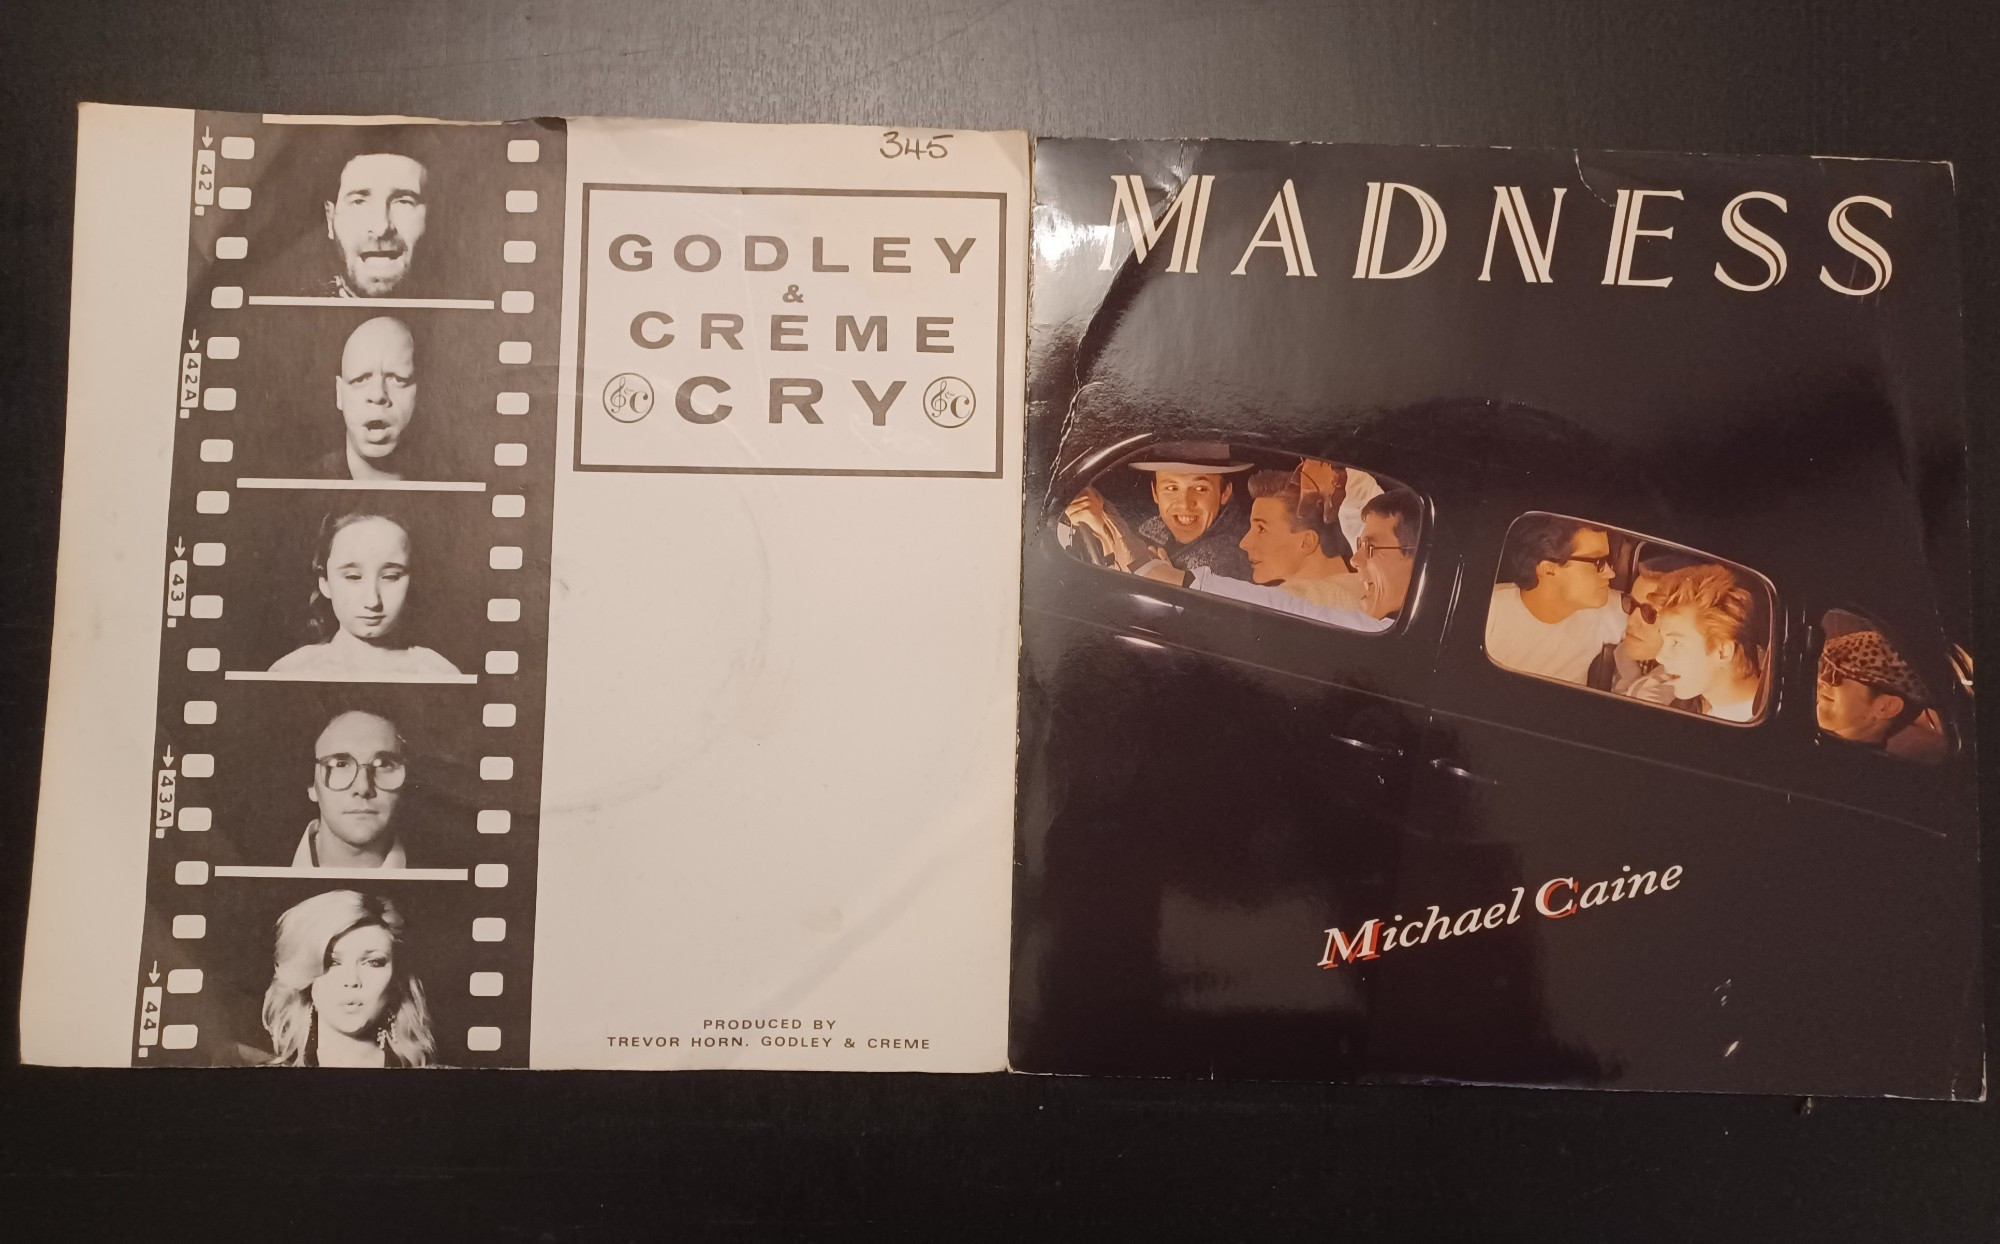 345
GODLEY
&
CREME
&C CRY &C
PRODUCED BY
TREVOR HORN. GODLEY & CREME
42
42A
43
43A
44
MADNESS
Michael Caine